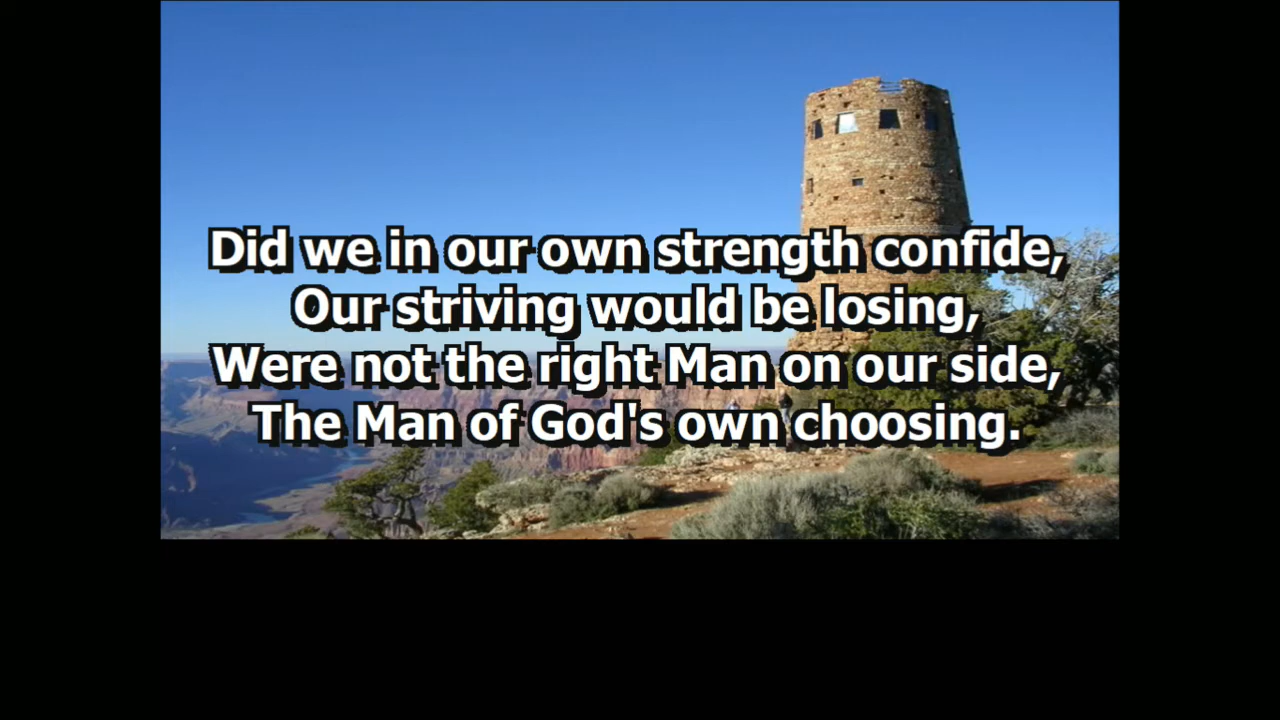 Did we in our own strength confide,
Our striving would be losing,
Were not the right Man on our side,
The Man of God's own choosing.